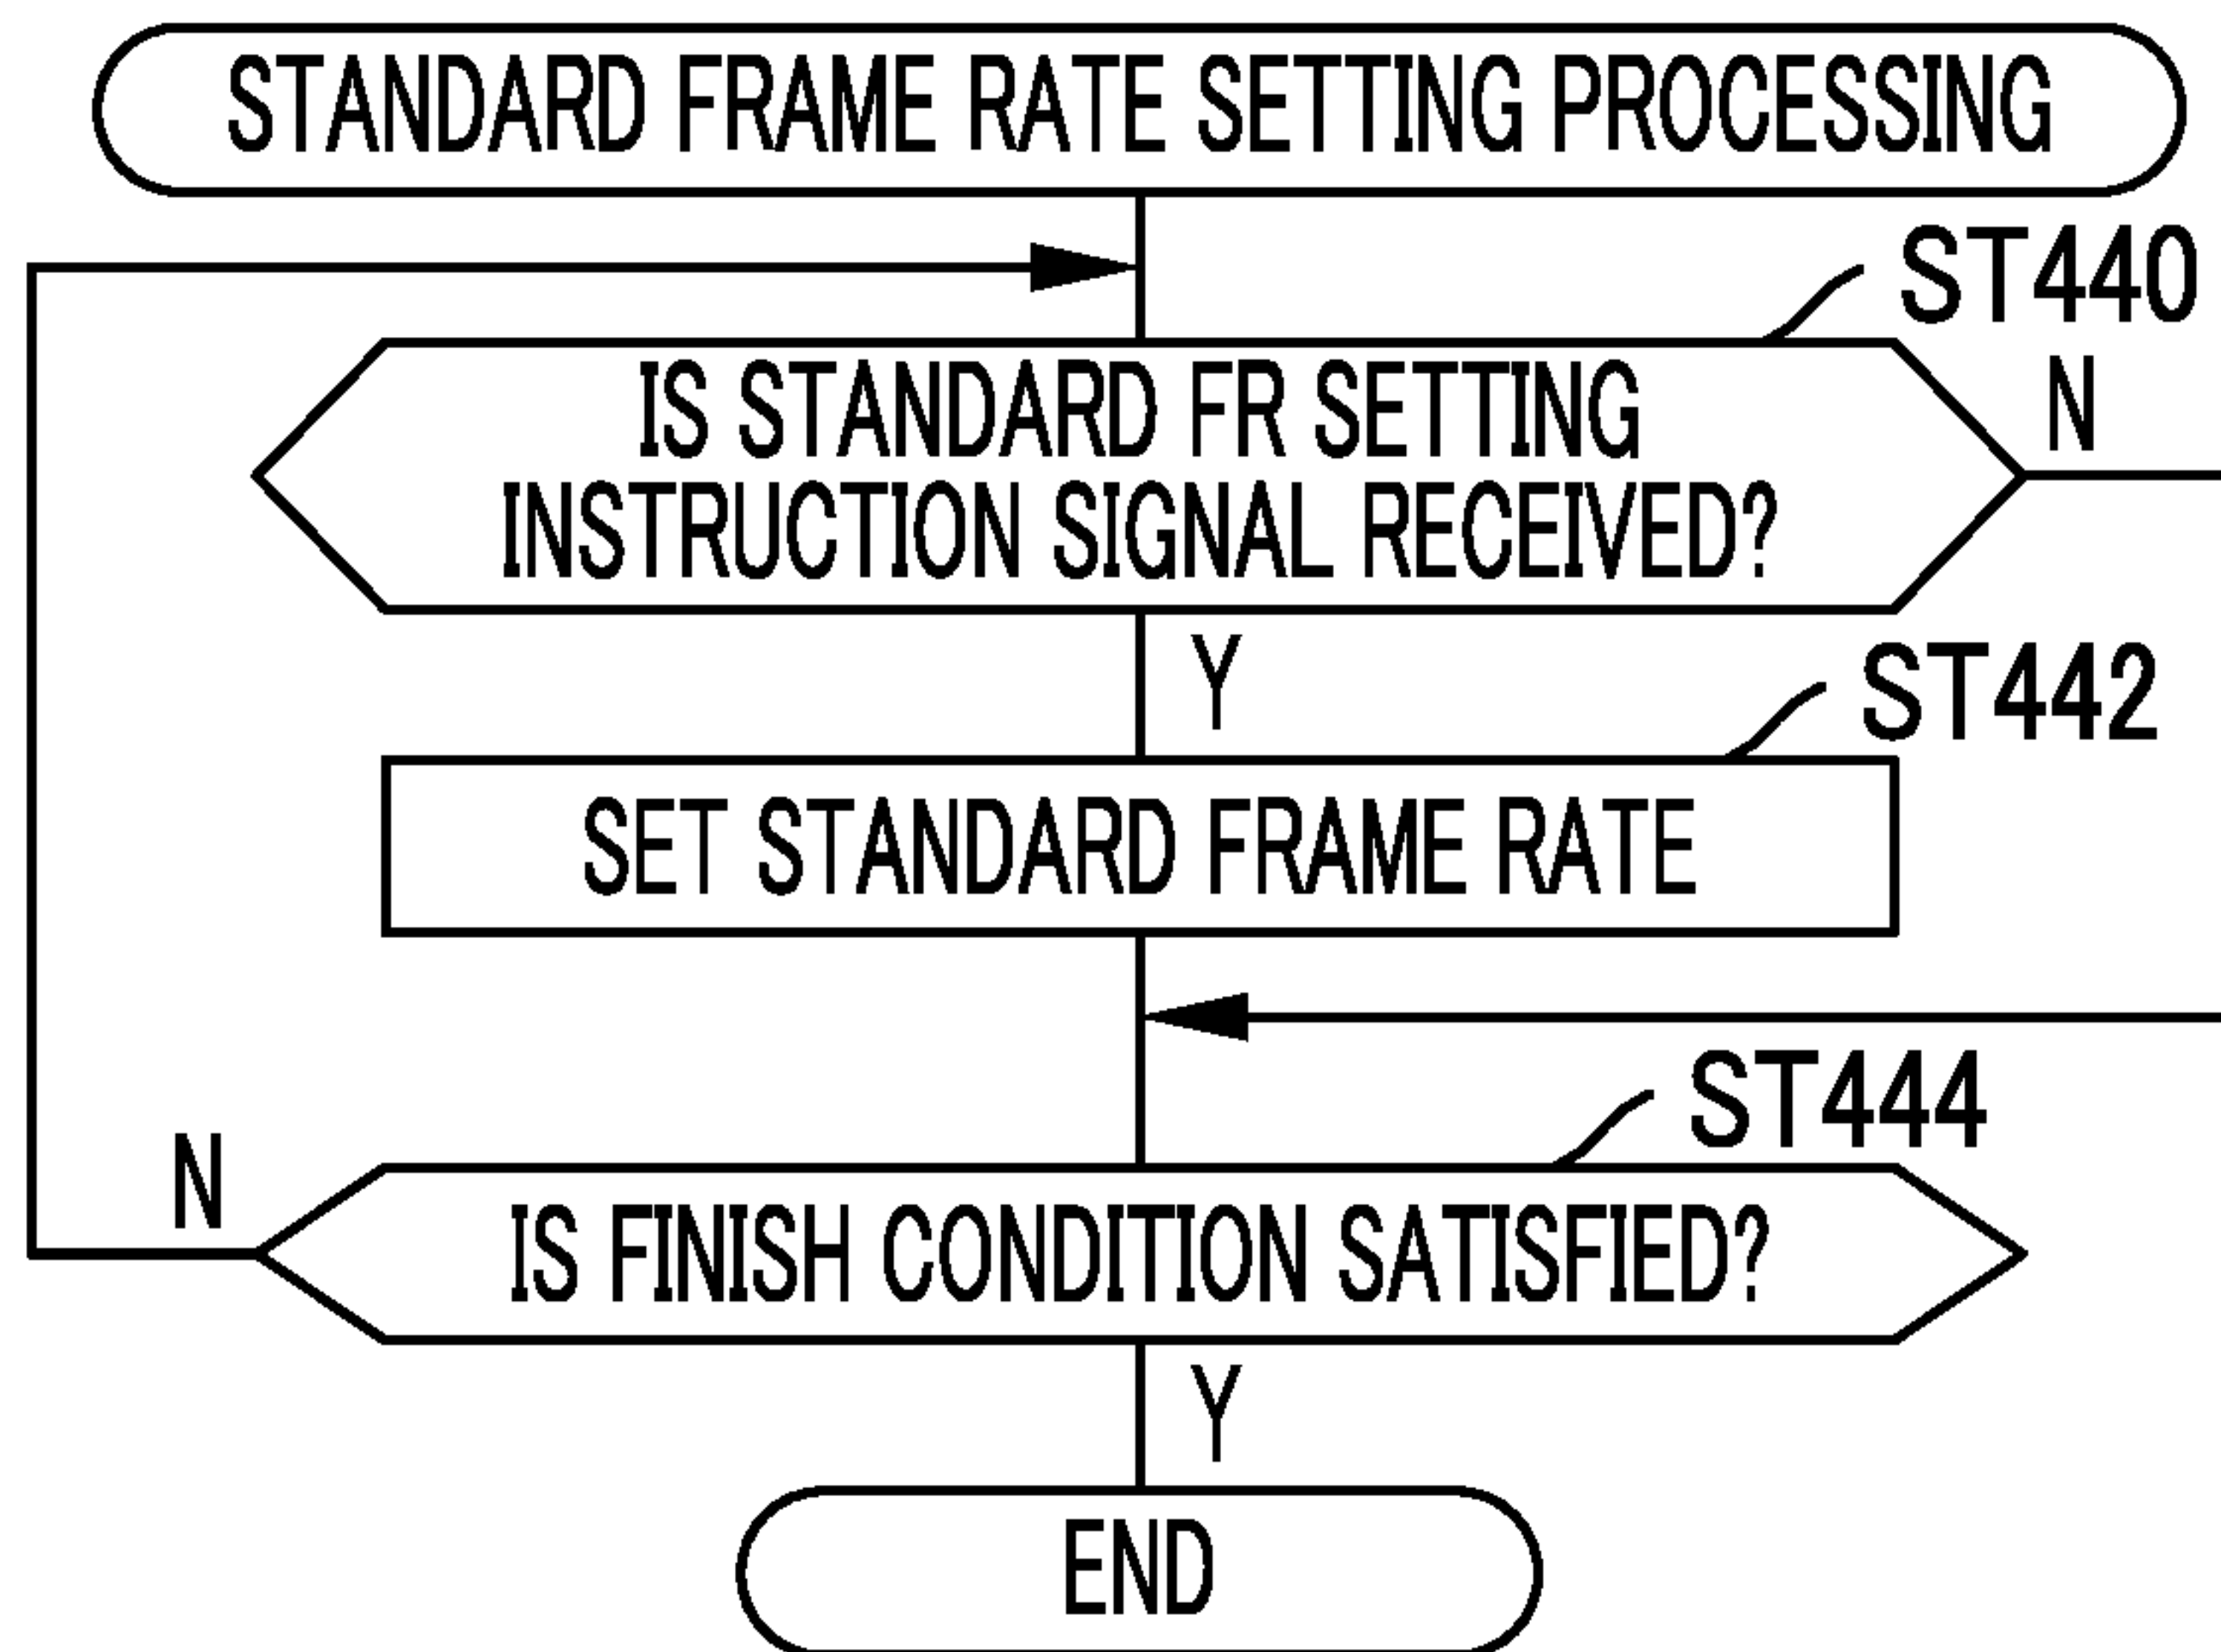 STANDARD FRAME RATE SETTING PROCESSING
ST440
IS STANDARD FR SETTING
INSTRUCTION SIGNAL RECEIVED?
N
Y
ST442
SET STANDARD FRAME RATE
ST444
N
IS FINISH CONDITION SATISFIED?
Y
END